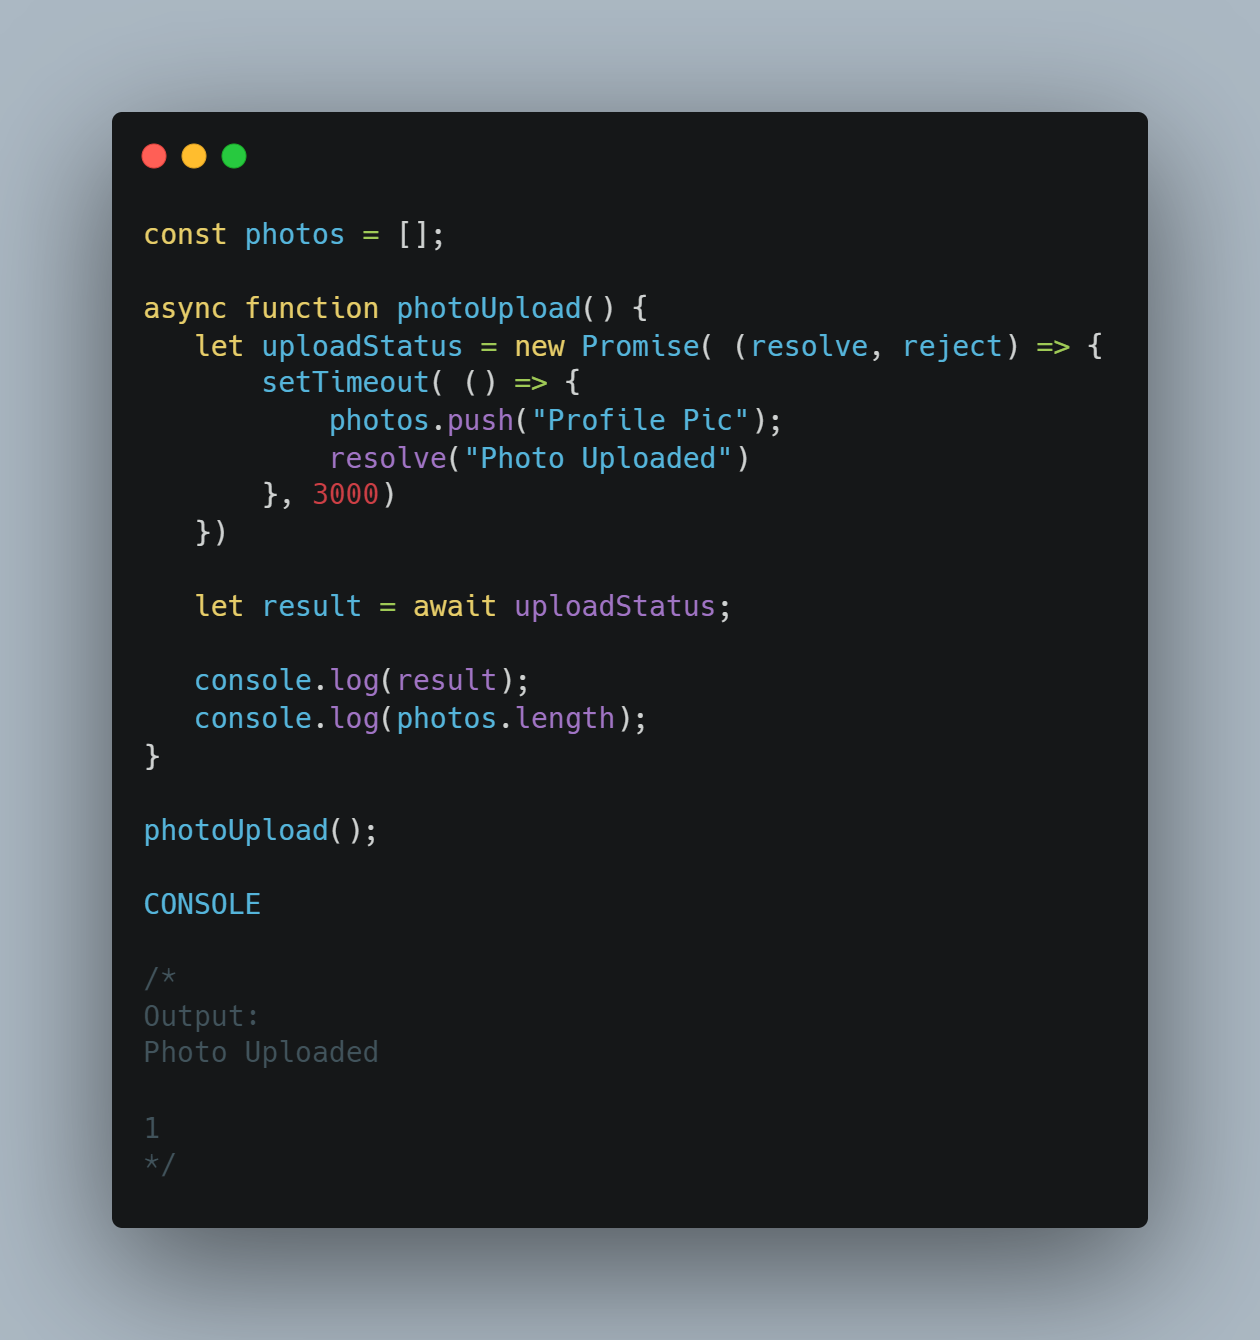 const photos = [];
async function photoUpload() {
let uploadStatus = new Promise( (resolve, reject) => {
setTimeout( () => {
photos.push("Profile Pic");
resolve("Photo Uploaded")
}, 3000)
})
let result = await uploadStatus;
console.log(result);
console.log(photos.length);
}
photoUpload();
CONSOLE
/*
Output:
Photo Uploaded
1
*/